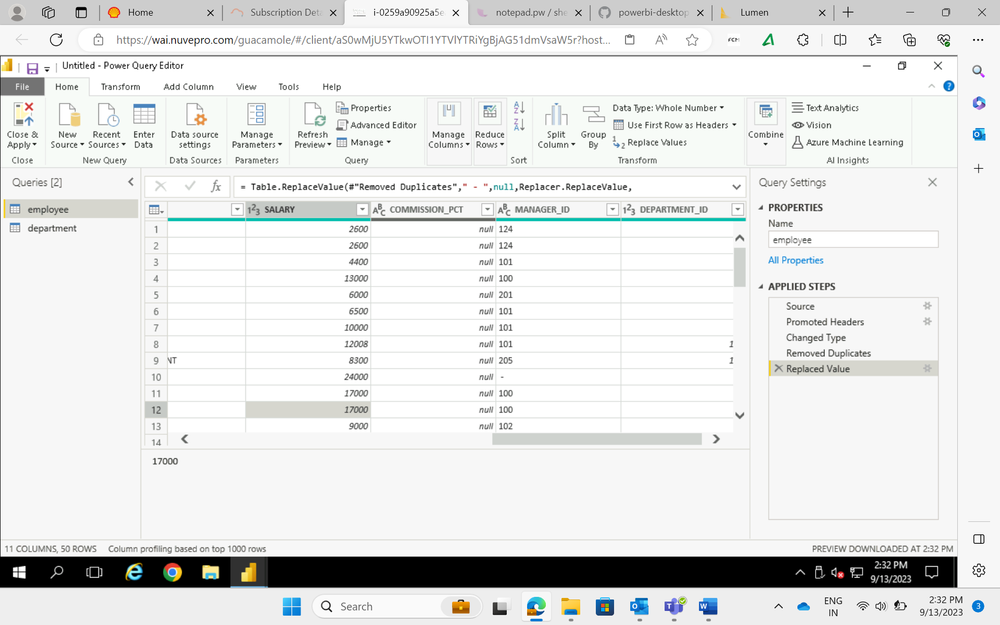 Home
Subscription Deta
i-0259a90925a5e
notepad.pw / she
powerbi-desktop
Lumen
https://wai.nuvepro.com/guacamole/#/client/aS0wMjU5YTkwOTI1YTVlYTRiYgBjAG51dmVsaW5r?host...
FCM
Untitled - Power Query Editor
File
Home
Transform
Add Column
View
Tools
Help
Close & Apply
New Source
Recent Sources
Enter Data
Data source settings
Manage Parameters
Refresh Preview
Properties
Advanced Editor
Manage
Manage Columns
Reduce Rows
Split Column
Group By
Data Type: Whole Number
Use First Row as Headers
Replace Values
Combine
Text Analytics
Vision
Azure Machine Learning
Close
New Query
Data Sources
Parameters
Query
Sort
Transform
AI Insights
Queries [2]
employee
department
fx
= Table.ReplaceValue(#"Removed Duplicates"," - ",null,Replacer.ReplaceValue,
SALARY COMMISSION_PCT MANAGER_ID DEPARTMENT_ID
1 2600 null 124
2 2600 null 124
3 4400 null 101
4 13000 null 100
5 6000 null 201
6 6500 null 101
7 10000 null 101
8 12008 null 101 1
9 NT 8300 null 205 1
10 24000 null -
11 17000 null 100
12 17000 null 100
13 9000 null 102
14
17000
Query Settings
PROPERTIES
Name
employee
All Properties
APPLIED STEPS
Source
Promoted Headers
Changed Type
Removed Duplicates
Replaced Value
11 COLUMNS, 50 ROWS
Column profiling based on top 1000 rows
PREVIEW DOWNLOADED AT 2:32 PM
2:32 PM
9/13/2023
Search
ENG
IN
2:32 PM
9/13/2023
3